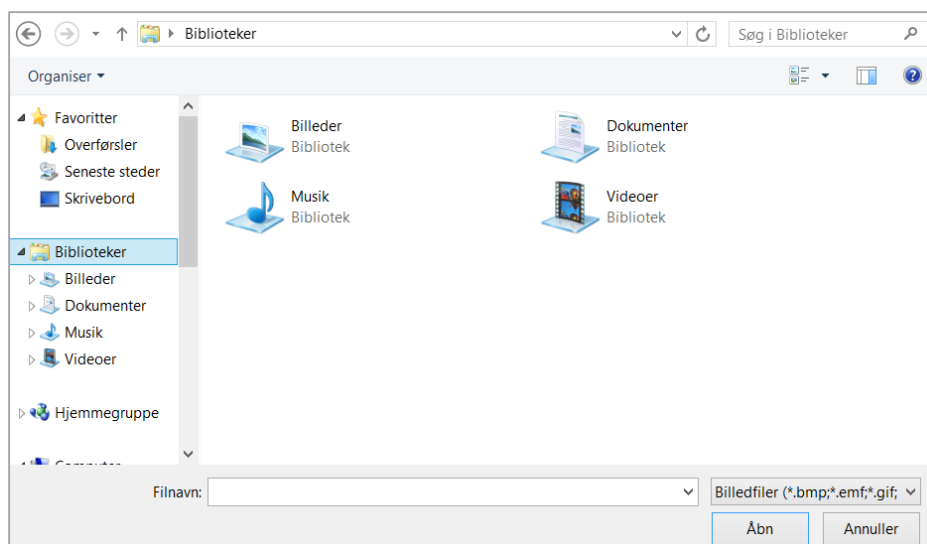 Biblioteker
Søg i Biblioteker
Organiser
Favoritter
Overførsler
Seneste steder
Skrivebord
Biblioteker
Billeder
Dokumenter
Musik
Videoer
Hjemmegruppe
Billeder
Bibliotek
Dokumenter
Bibliotek
Musik
Bibliotek
Videoer
Bibliotek
Filnavn:
Billedfiler (*.bmp;*.emf;*.gif;
Åbn
Annuller